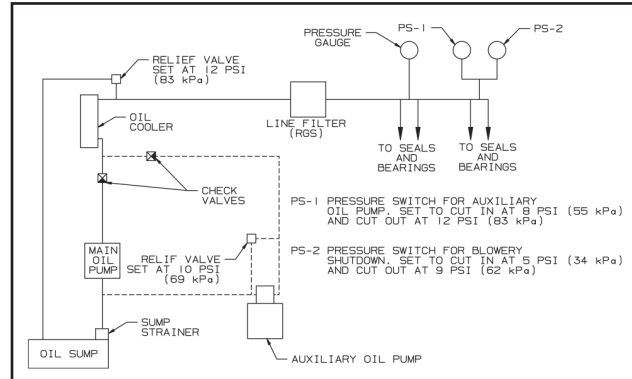 PRESSURE
GAUGE
PS-1
PS-2
RELIEF VALVE
SET AT 12 PSI
(83 kPa)
OIL
COOLER
LINE FILTER
(RGS)
TO SEALS
AND
BEARINGS
TO SEALS
AND
BEARINGS
CHECK
VALVES
PS-1 PRESSURE SWITCH FOR AUXILIARY
OIL PUMP. SET TO CUT IN AT 8 PSI (55 kPa)
AND CUT OUT AT 12 PSI (83 kPa)
MAIN
OIL
PUMP
RELIF VALVE
SET AT 10 PSI
(69 kPa)
PS-2 PRESSURE SWITCH FOR BLOWERY
SHUTDOWN. SET TO CUT IN AT 5 PSI (34 kPa)
AND CUT OUT AT 9 PSI (62 kPa)
SUMP
STRAINER
OIL SUMP
AUXILIARY OIL PUMP